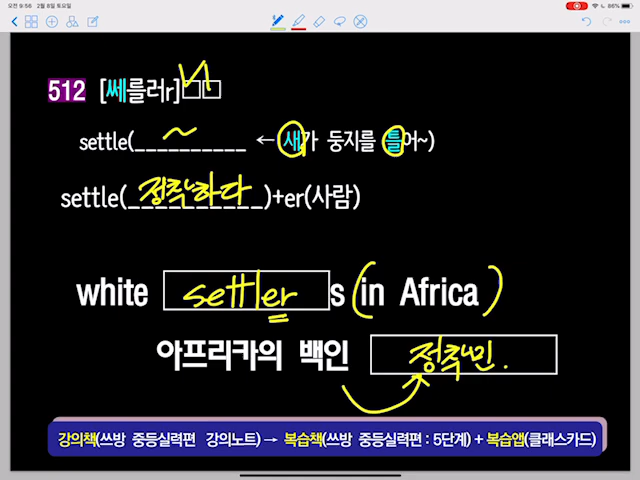 오전 9:56 2월 8일 토요일 86%
512 [쎄를러r]□□ n
settle(~__________ ← 새가 둥지를 틀어~)
settle(정착하다)+er(사람)
white settlers (in Africa)
아프리카의 백인 정착민.
강의책(쓰방 중등실력편 강의노트) → 복습책(쓰방 중등실력편 : 5단계) + 복습앱(클래스카드)